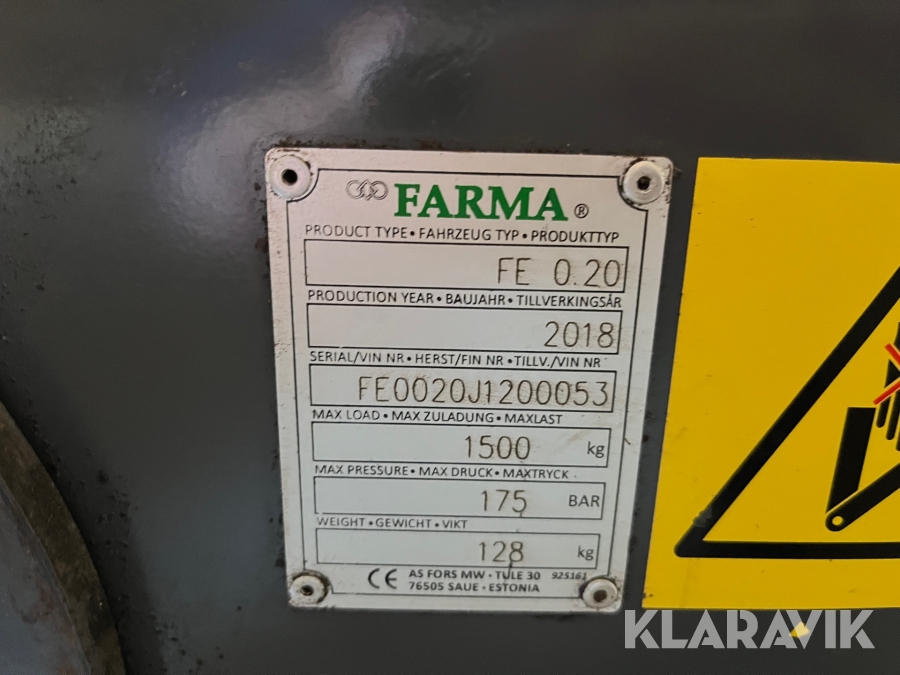 FARMA ®
PRODUCT TYPE • FAHRZEUG TYP • PRODUKTTYP
FE 0.20
PRODUCTION YEAR • BAUJAHR • TILLVERKINGSÅR
2018
SERIAL/VIN NR • HERST/FIN NR • TILLV./VIN NR
FE0020J1200053
MAX LOAD • MAX ZULADUNG • MAXLAST
1500 kg
MAX PRESSURE • MAX DRUCK • MAXTRYCK
175 BAR
WEIGHT • GEWICHT • VIKT
128 kg
CE AS FORS MW • TULE 30 925161
76505 SAUE • ESTONIA
KLARAVIK